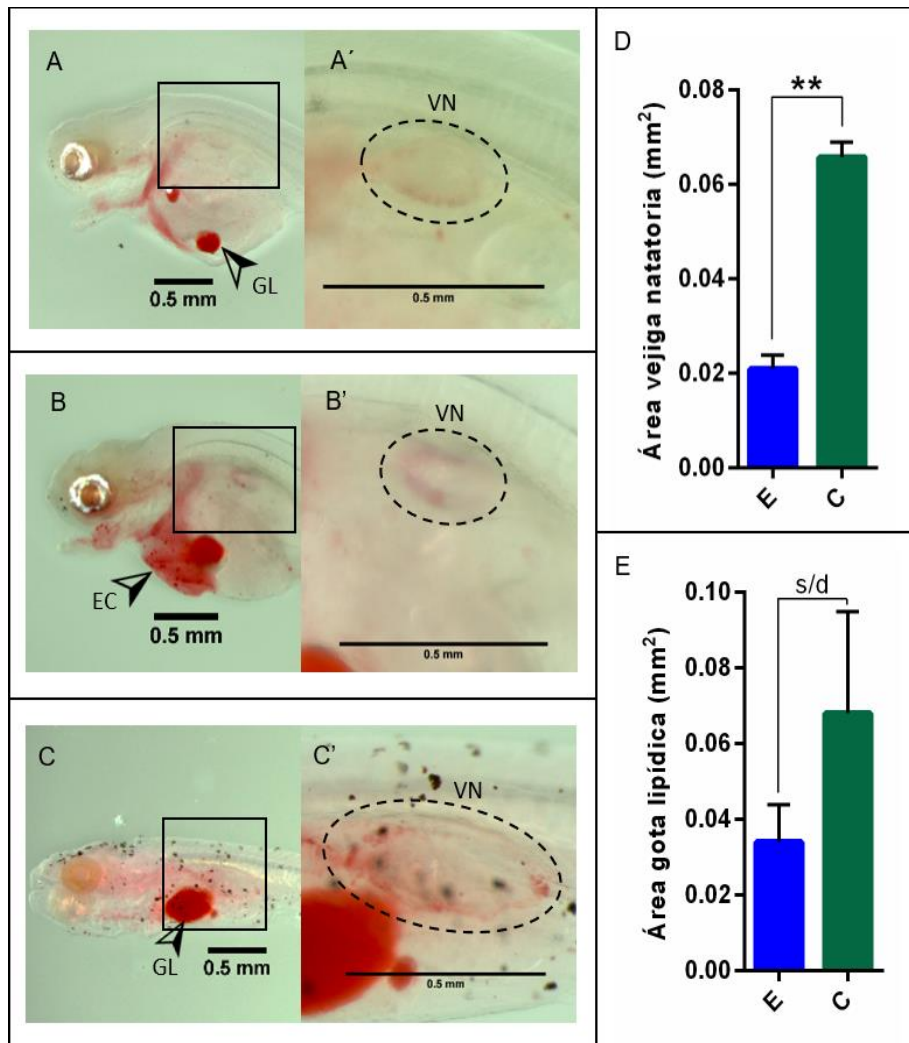 A
GL
0.5 mm
A´
VN
0.5 mm
B
EC
0.5 mm
B'
VN
0.5 mm
C
GL
0.5 mm
C'
VN
0.5 mm
D
Área vejiga natatoria (mm²)
0.08
0.06
0.04
0.02
0.00
**
E
C
E
Área gota lipídica (mm²)
0.10
0.08
0.06
0.04
0.02
0.00
s/d
E
C